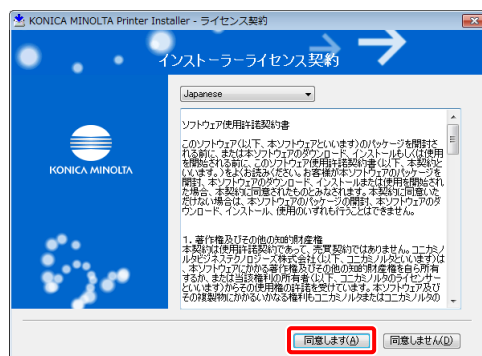 KONICA MINOLTA Printer Installer - ライセンス契約
インストーラーライセンス契約
Japanese
KONICA MINOLTA
ソフトウェア使用許諾契約書
このソフトウェア(以下、本ソフトウェアといいます)のパッケージを開封さ
れる前に、または本ソフトウェアのダウンロード、インストールもしくは使用
を開始される前に、このソフトウェア使用許諾契約書(以下、本契約と
いいます。)をよくお読みください。お客様が本ソフトウェアのパッケージを
開封、本ソフトウェアのダウンロード、インストールまたは使用を開始され
た場合、本契約に同意されたものとみなされます。本契約に同意いた
だけない場合は、本ソフトウェアのパッケージの開封、本ソフトウェアのダ
ウンロード、インストール、使用のいずれも行うことはできません。
1. 著作権及びその他の知的財産権
本契約は使用許諾契約であって、売買契約ではありません。コニカミ
ノルタビジネステクノロジーズ株式会社(以下、コニカミノルタといいます)は
、本ソフトウェアにかかる著作権及びその他の知的財産権を自ら所有
するか、または当該権利の所有者(以下、コニカミノルタのライセンサー
といいます)からその使用権の許諾を受けています。本ソフトウェア及び
その複製物にかかるいかなる権利もコニカミノルタまたはコニカミノルタの
同意します(A)
同意しません(D)